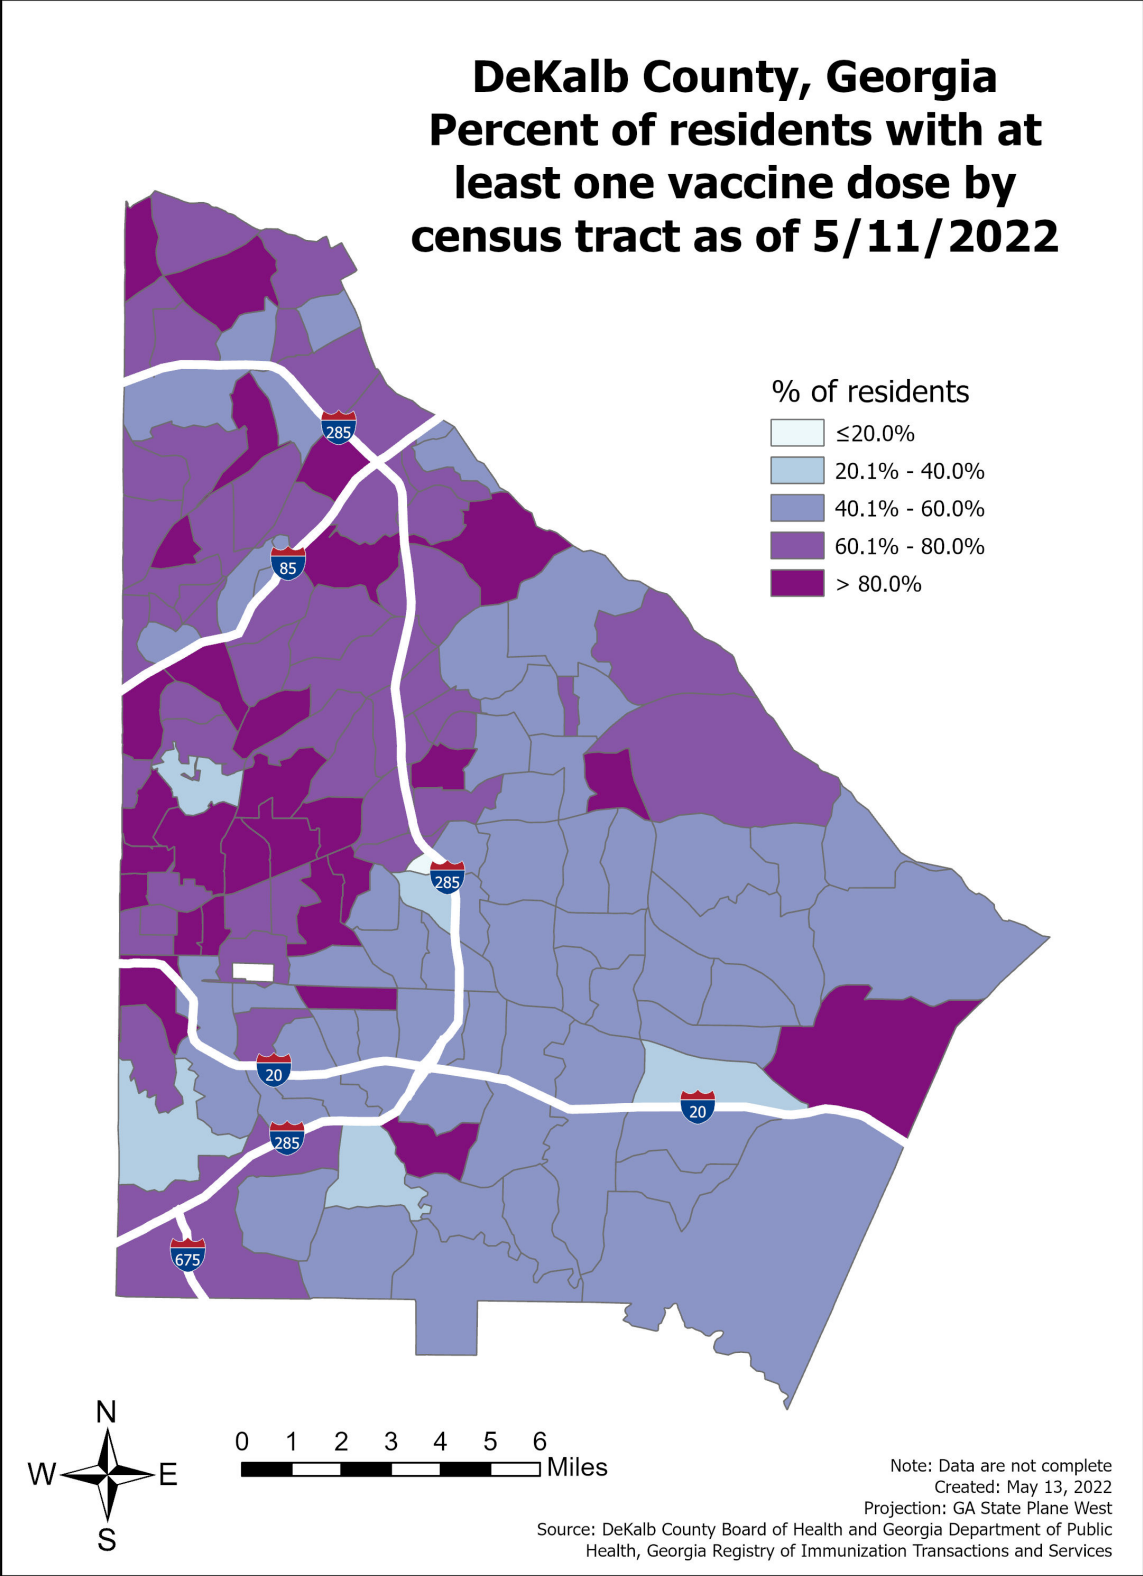 DeKalb County, Georgia
Percent of residents with at
least one vaccine dose by
census tract as of 5/11/2022
% of residents
≤20.0%
20.1% - 40.0%
40.1% - 60.0%
60.1% - 80.0%
> 80.0%
285
85
285
20
20
285
675
N
W E
S
0 1 2 3 4 5 6
Miles
Note: Data are not complete
Created: May 13, 2022
Projection: GA State Plane West
Source: DeKalb County Board of Health and Georgia Department of Public
Health, Georgia Registry of Immunization Transactions and Services